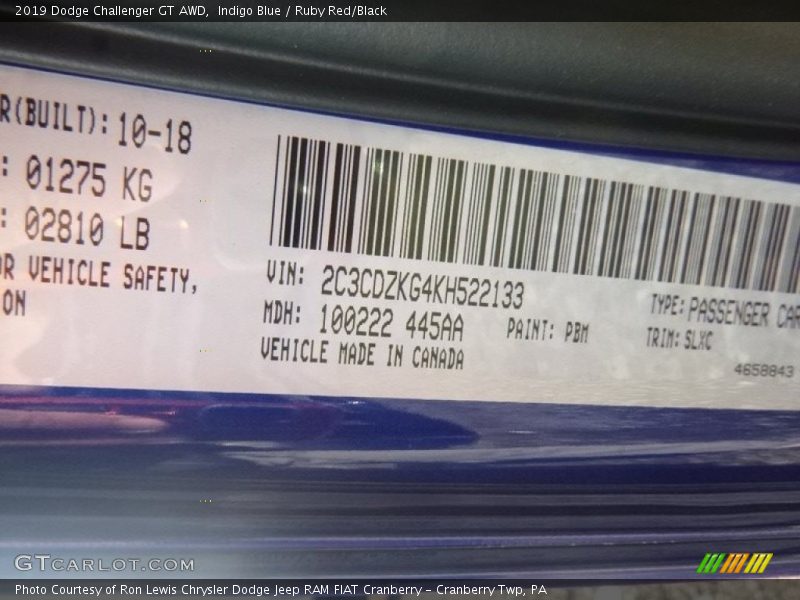 2019 Dodge Challenger GT AWD, Indigo Blue / Ruby Red/Black
R(BUILT): 10-18
: 01275 KG
: 02810 LB
OR VEHICLE SAFETY,
ON
VIN: 2C3CDZKG4KH522133
MDH: 100222 445AA PAINT: PBM
VEHICLE MADE IN CANADA
TYPE: PASSENGER CAR
TRIM: SLXC
4658843
GTCARLOT.COM
Photo Courtesy of Ron Lewis Chrysler Dodge Jeep RAM FIAT Cranberry – Cranberry Twp, PA